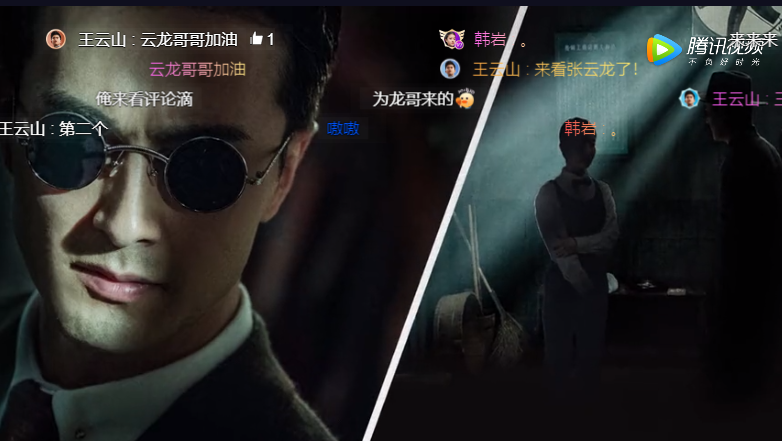 王云山 : 云龙哥哥加油 1
韩岩 。
来来来
腾讯视频
不负好时光
云龙哥哥加油
王云山 : 来看张云龙了!
俺来看评论滴
为龙哥来的
王云山 : 王
王云山 : 第二个
嗷嗷
韩岩 。